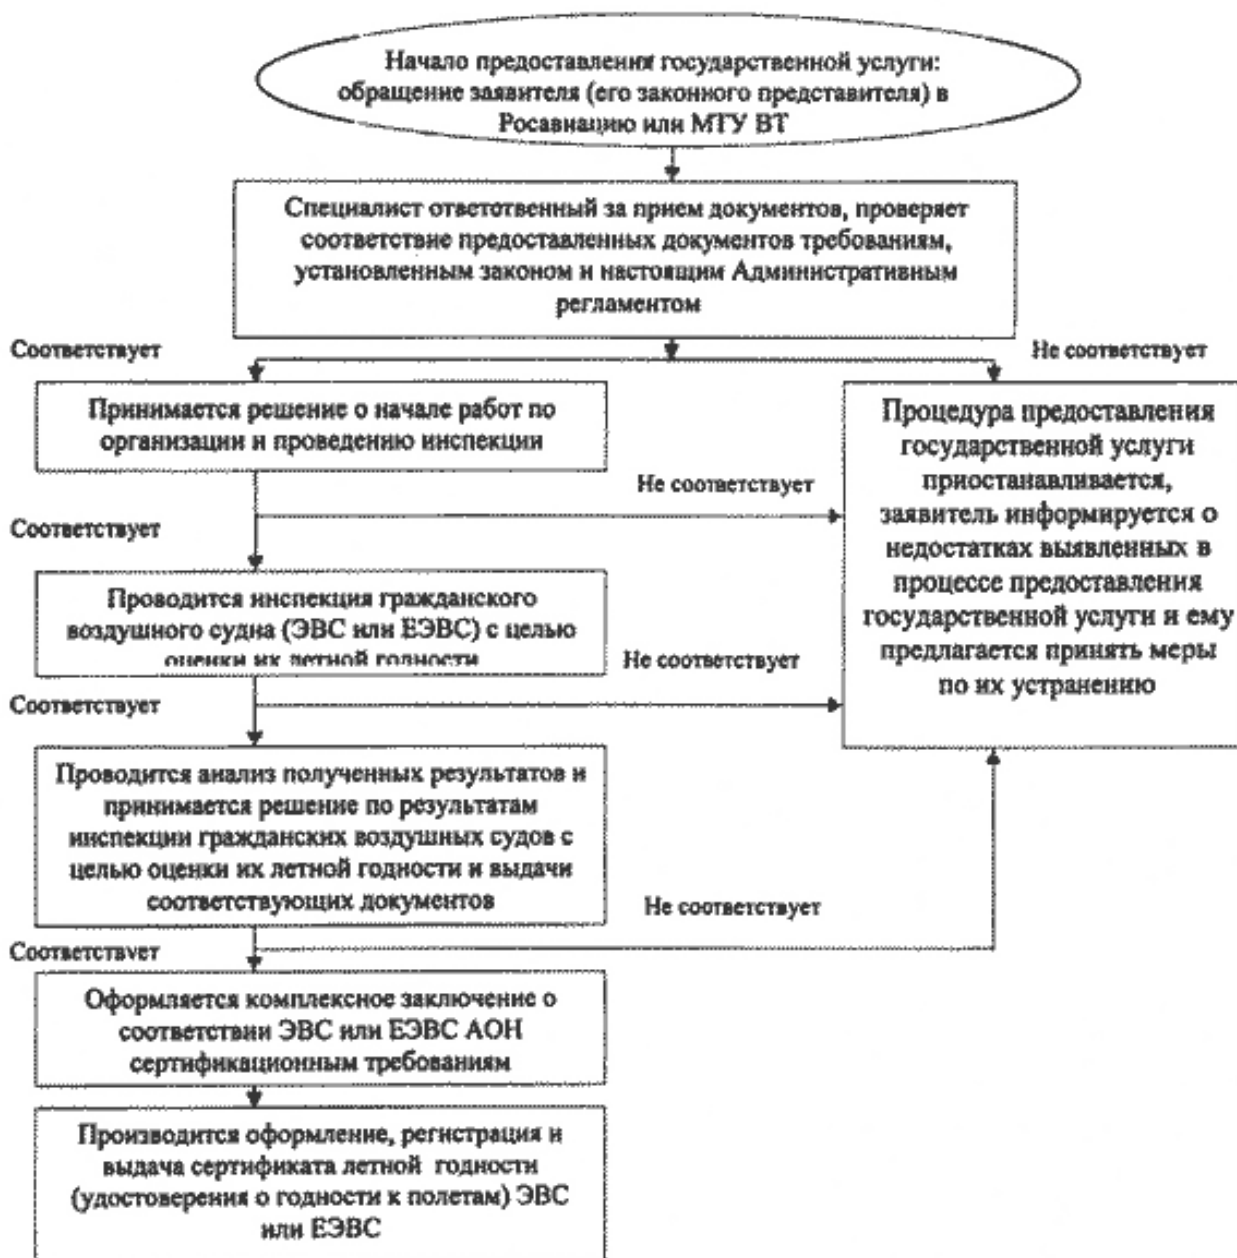 Начало предоставления государственной услуги:
обращение заявителя (его законного представителя) в
Росавиацию или МТУ ВТ
Специалист ответственный за прием документов, проверяет
соответствие предоставленных документов требованиям,
установленным законом и настоящим Административным
регламентом
Соответствует
Не соответствует
Принимается решение о начале работ по
организации и проведению инспекции
Процедура предоставления
государственной услуги
приостанавливается,
заявитель информируется о
недостатках выявленных в
процессе предоставления
государственной услуги и ему
предлагается принять меры
по их устранению
Не соответствует
Соответствует
Проводится инспекция гражданского
воздушного судна (ЭВС или ЕЭВС) с целью
оценки их летной годности
Не соответствует
Соответствует
Проводится анализ полученных результатов и
принимается решение по результатам
инспекции гражданских воздушных судов с
целью оценки их летной годности и выдачи
соответствующих документов
Не соответствует
Соответствует
Оформляется комплексное заключение о
соответствии ЭВС или ЕЭВС АОН
сертификационным требованиям
Производится оформление, регистрация и
выдача сертификата летной годности
(удостоверения о годности к полетам) ЭВС
или ЕЭВС